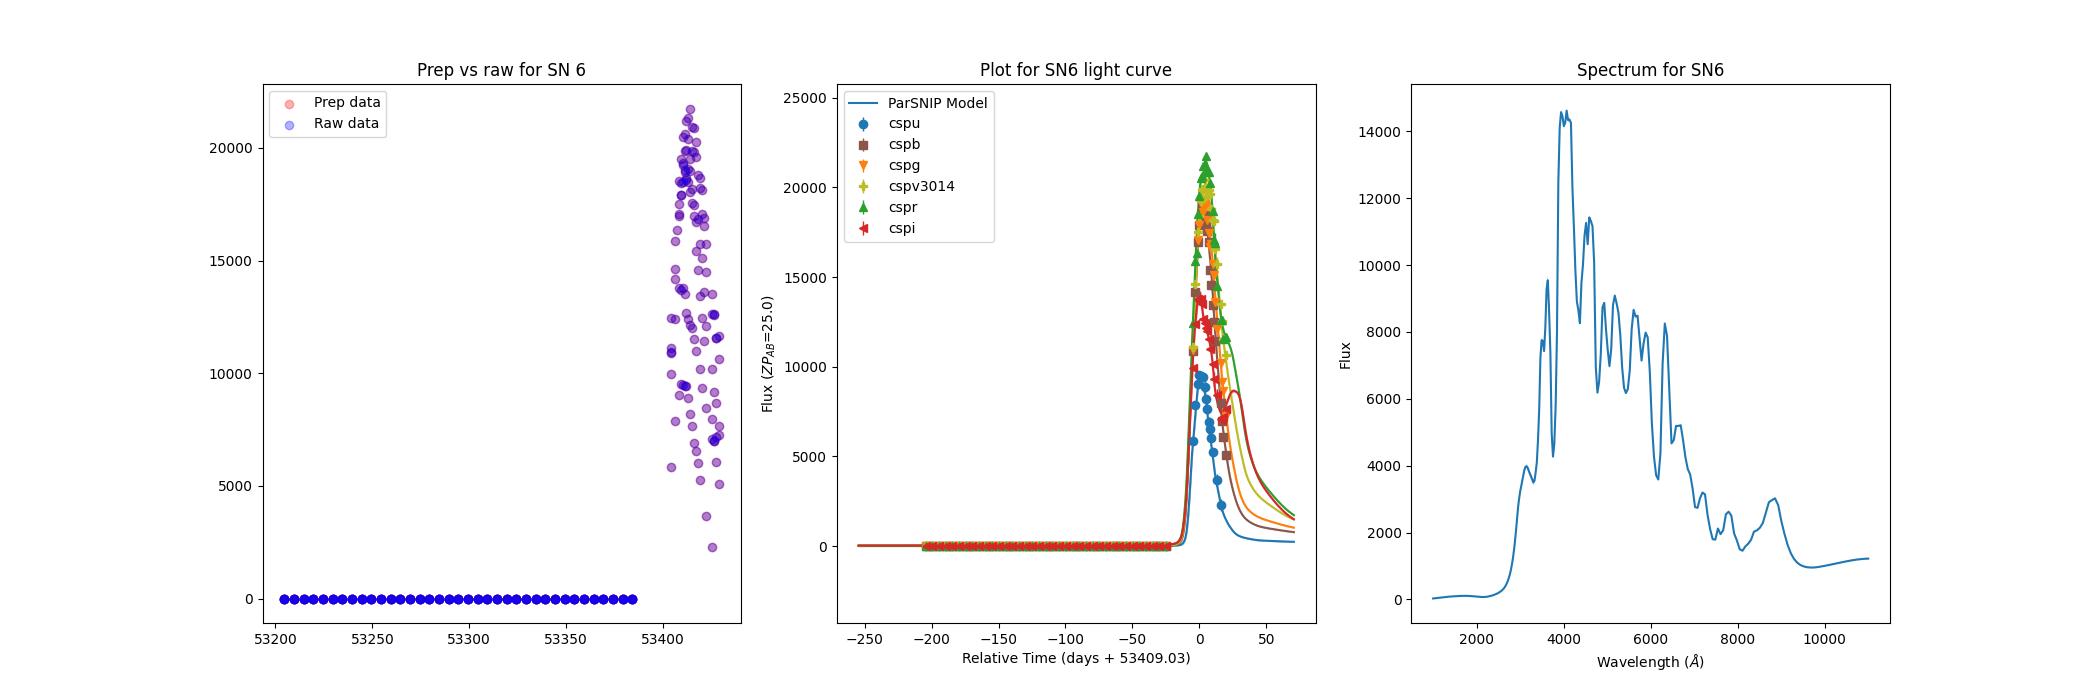 Prep vs raw for SN 6
Prep data
Raw data
20000
15000
10000
5000
0
53200
53250
53300
53350
53400
Plot for SN6 light curve
ParSNIP Model
cspu
cspb
cspg
cspv3014
cspr
cspi
25000
20000
15000
10000
5000
0
Flux (ZP_AB=25.0)
−250
−200
−150
−100
−50
0
50
Relative Time (days + 53409.03)
Spectrum for SN6
14000
12000
10000
8000
6000
4000
2000
0
Flux
2000
4000
6000
8000
10000
Wavelength (Å)